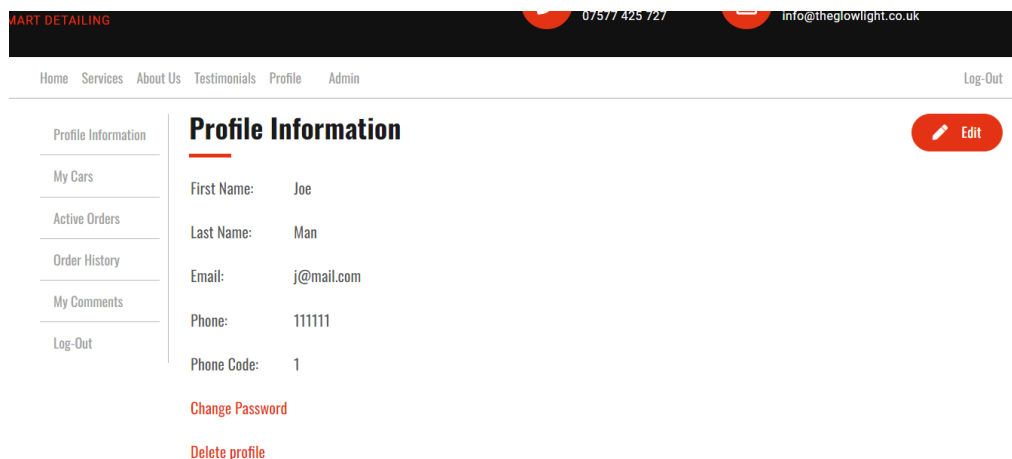 MART DETAILING
07577 425 727
info@theglowlight.co.uk
Home Services About Us Testimonials Profile Admin Log-Out
Profile Information
My Cars
Active Orders
Order History
My Comments
Log-Out
Profile Information
Edit
First Name: Joe
Last Name: Man
Email: j@mail.com
Phone: 111111
Phone Code: 1
Change Password
Delete profile